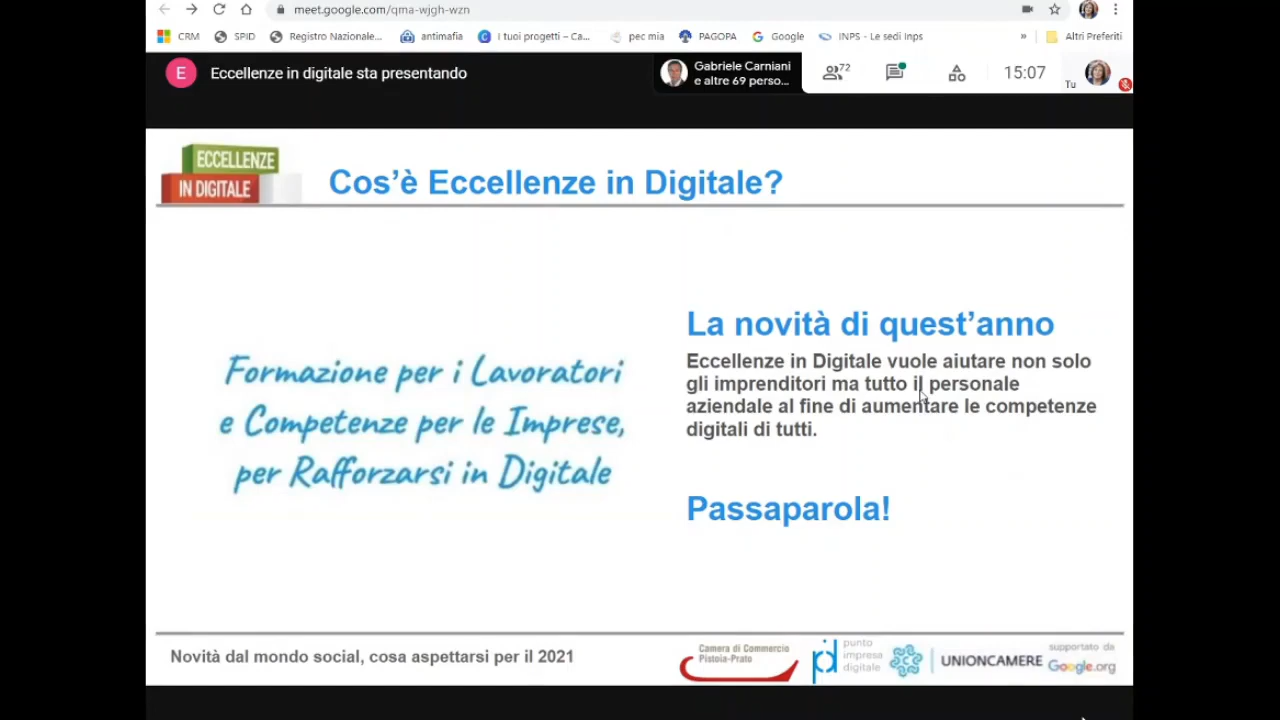 meet.google.com/qma-wjgh-wzn
CRM SPID Registro Nazionale... antimafia I tuoi progetti – Ca... pec mia PAGOPA Google INPS - Le sedi Inps » Altri Preferiti
E Eccellenze in digitale sta presentando
Gabriele Carniani
e altre 69 perso...
72
15:07
Tu
ECCELLENZE
IN DIGITALE
Cos’è Eccellenze in Digitale?
Formazione per i Lavoratori
e Competenze per le Imprese,
per Rafforzarsi in Digitale
La novità di quest’anno
Eccellenze in Digitale vuole aiutare non solo
gli imprenditori ma tutto il personale
aziendale al fine di aumentare le competenze
digitali di tutti.
Passaparola!
Novità dal mondo social, cosa aspettarsi per il 2021
Camera di Commercio
Pistoia-Prato
pid
punto
impresa
digitale
UNIONCAMERE
supportato da
Google.org